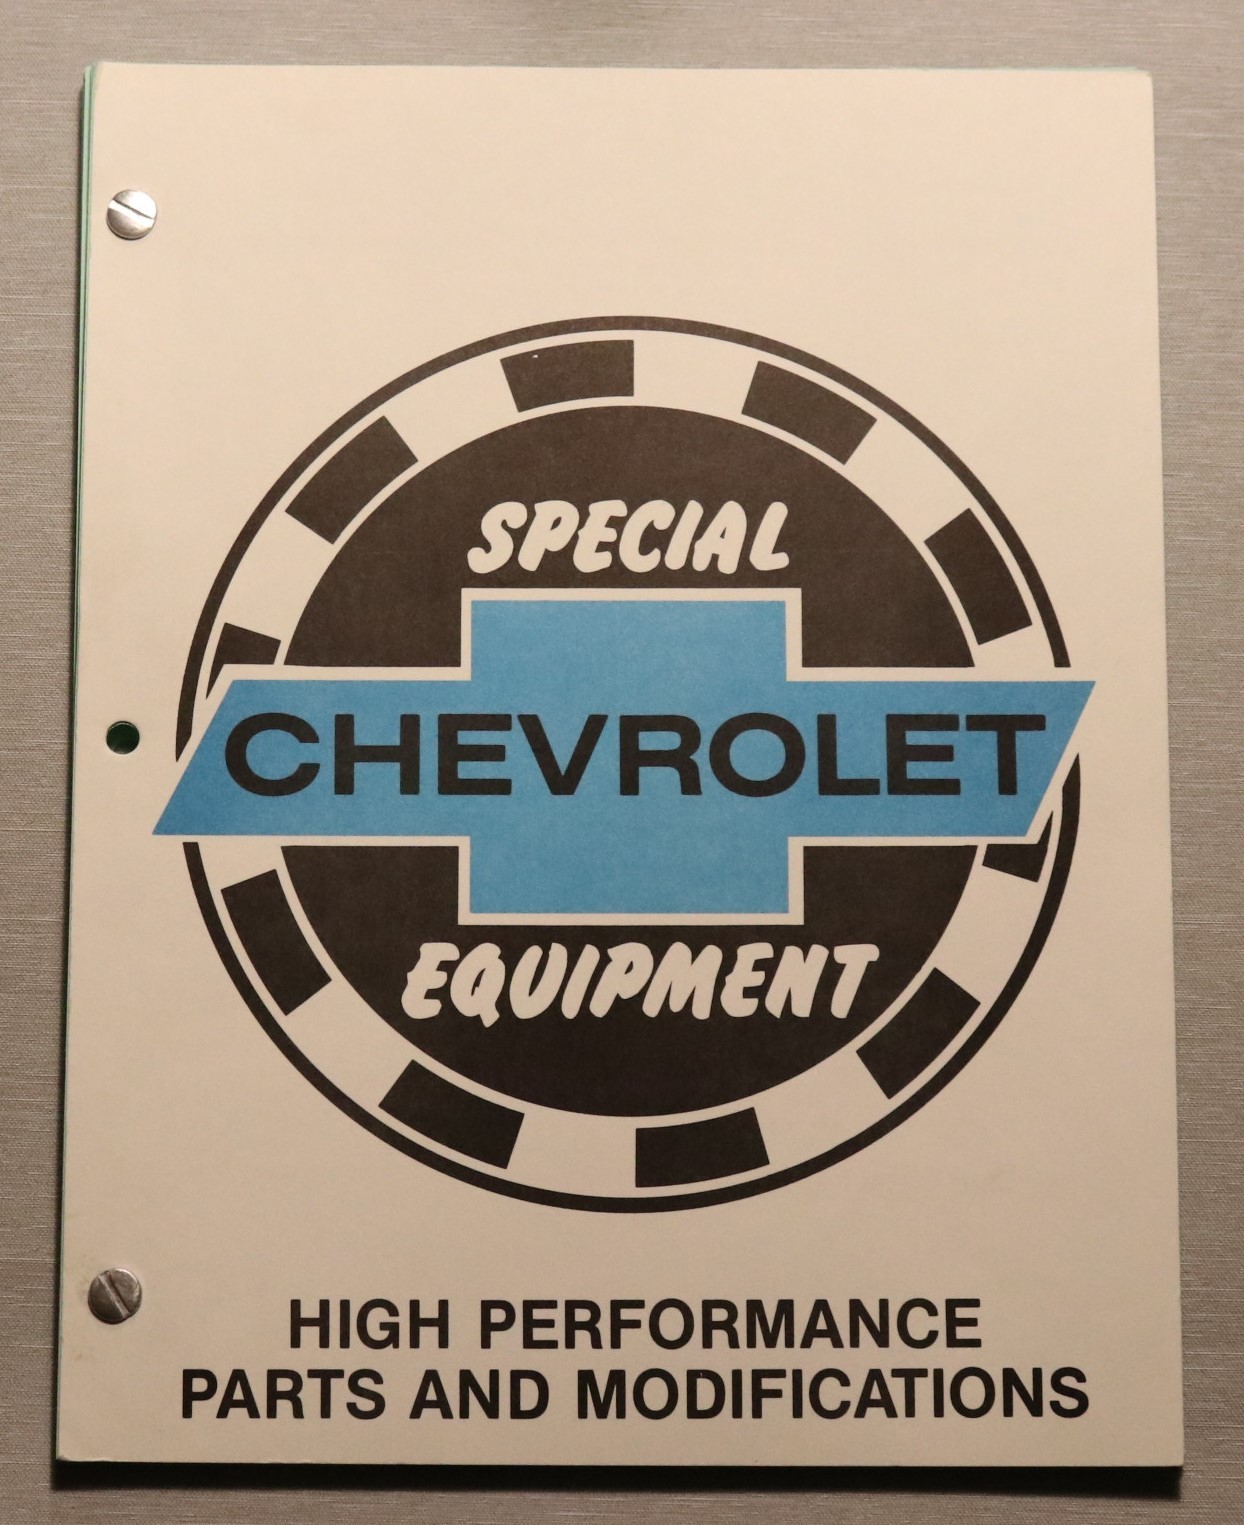 SPECIAL
CHEVROLET
EQUIPMENT
HIGH PERFORMANCE
PARTS AND MODIFICATIONS